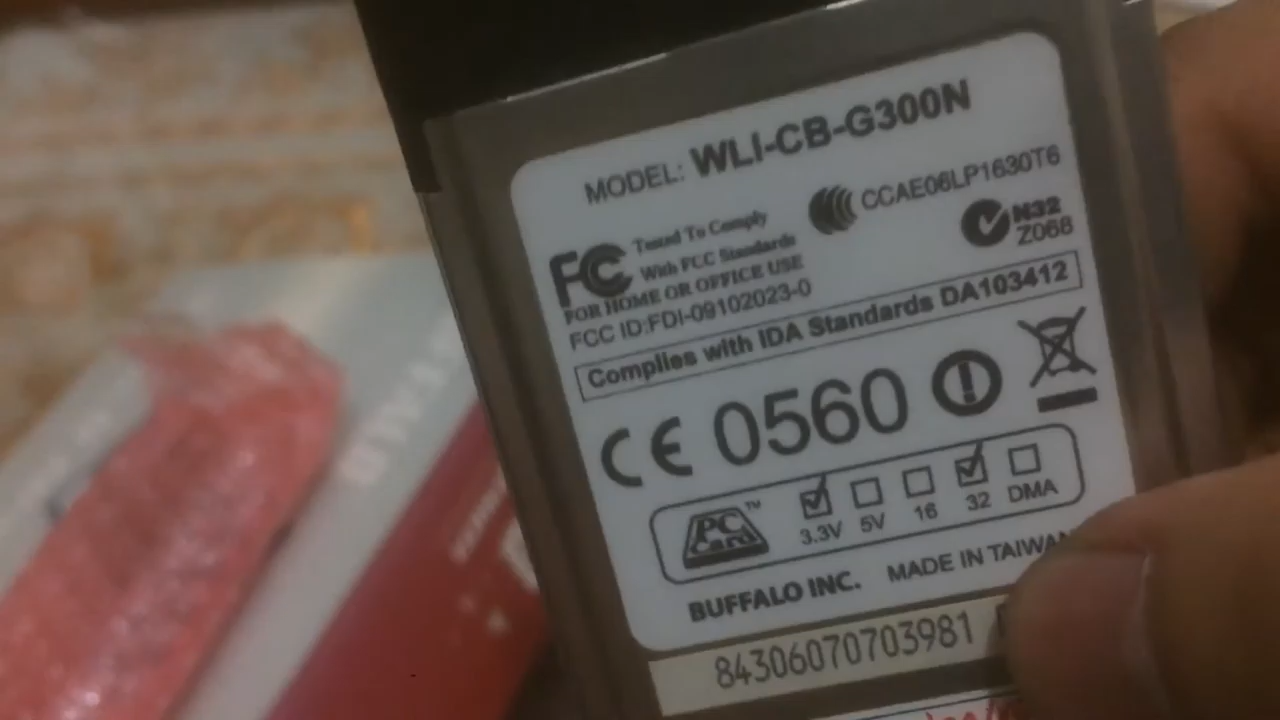 MODEL: WLI-CB-G300N
CCAE06LP1630T6
FC Tested To Comply
With FCC Standards
N32
Z068
FOR HOME OR OFFICE USE
FCC ID:FDI-09102023-0
Complies with IDA Standards DA103412
CE 0560
PC Card™ 3.3V 5V 16 32 DMA
BUFFALO INC. MADE IN TAIWAN
84306070703981